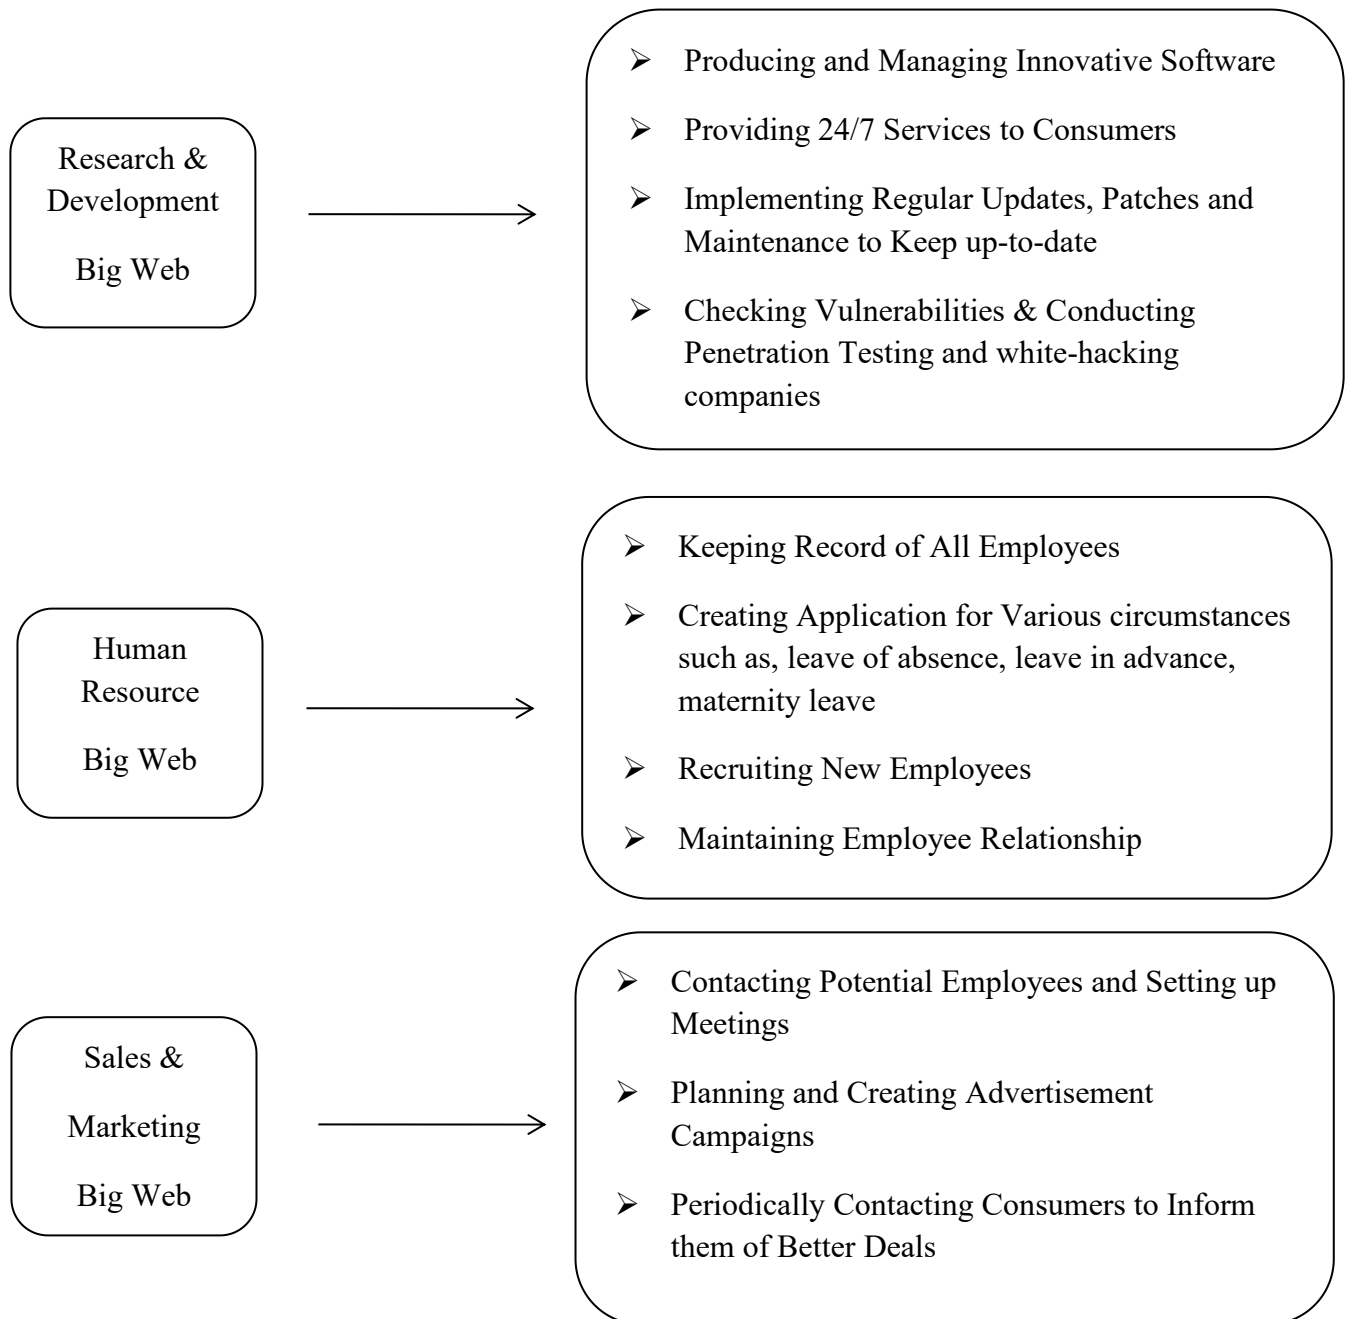 Research &
Development
Big Web
➢ Producing and Managing Innovative Software
➢ Providing 24/7 Services to Consumers
➢ Implementing Regular Updates, Patches and
Maintenance to Keep up-to-date
➢ Checking Vulnerabilities & Conducting
Penetration Testing and white-hacking
companies
Human
Resource
Big Web
➢ Keeping Record of All Employees
➢ Creating Application for Various circumstances
such as, leave of absence, leave in advance,
maternity leave
➢ Recruiting New Employees
➢ Maintaining Employee Relationship
Sales &
Marketing
Big Web
➢ Contacting Potential Employees and Setting up
Meetings
➢ Planning and Creating Advertisement
Campaigns
➢ Periodically Contacting Consumers to Inform
them of Better Deals